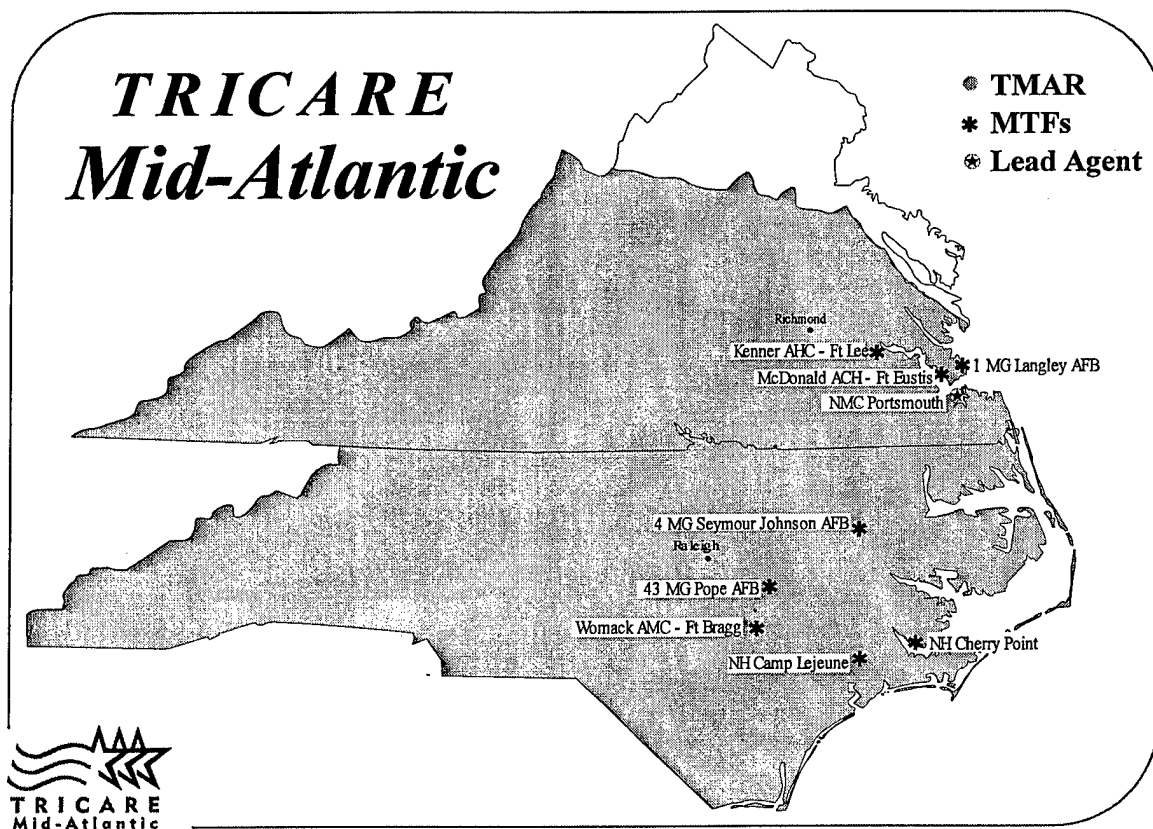 TRICARE
Mid-Atlantic
TMAR
MTFs
Lead Agent
Richmond
Kenner AHC - Ft Lee
1 MG Langley AFB
McDonald ACH - Ft Eustis
NMC Portsmouth
4 MG Seymour Johnson AFB
Raleigh
43 MG Pope AFB
Womack AMC - Ft Bragg
NH Cherry Point
NH Camp Lejeune
TRICARE
Mid-Atlantic